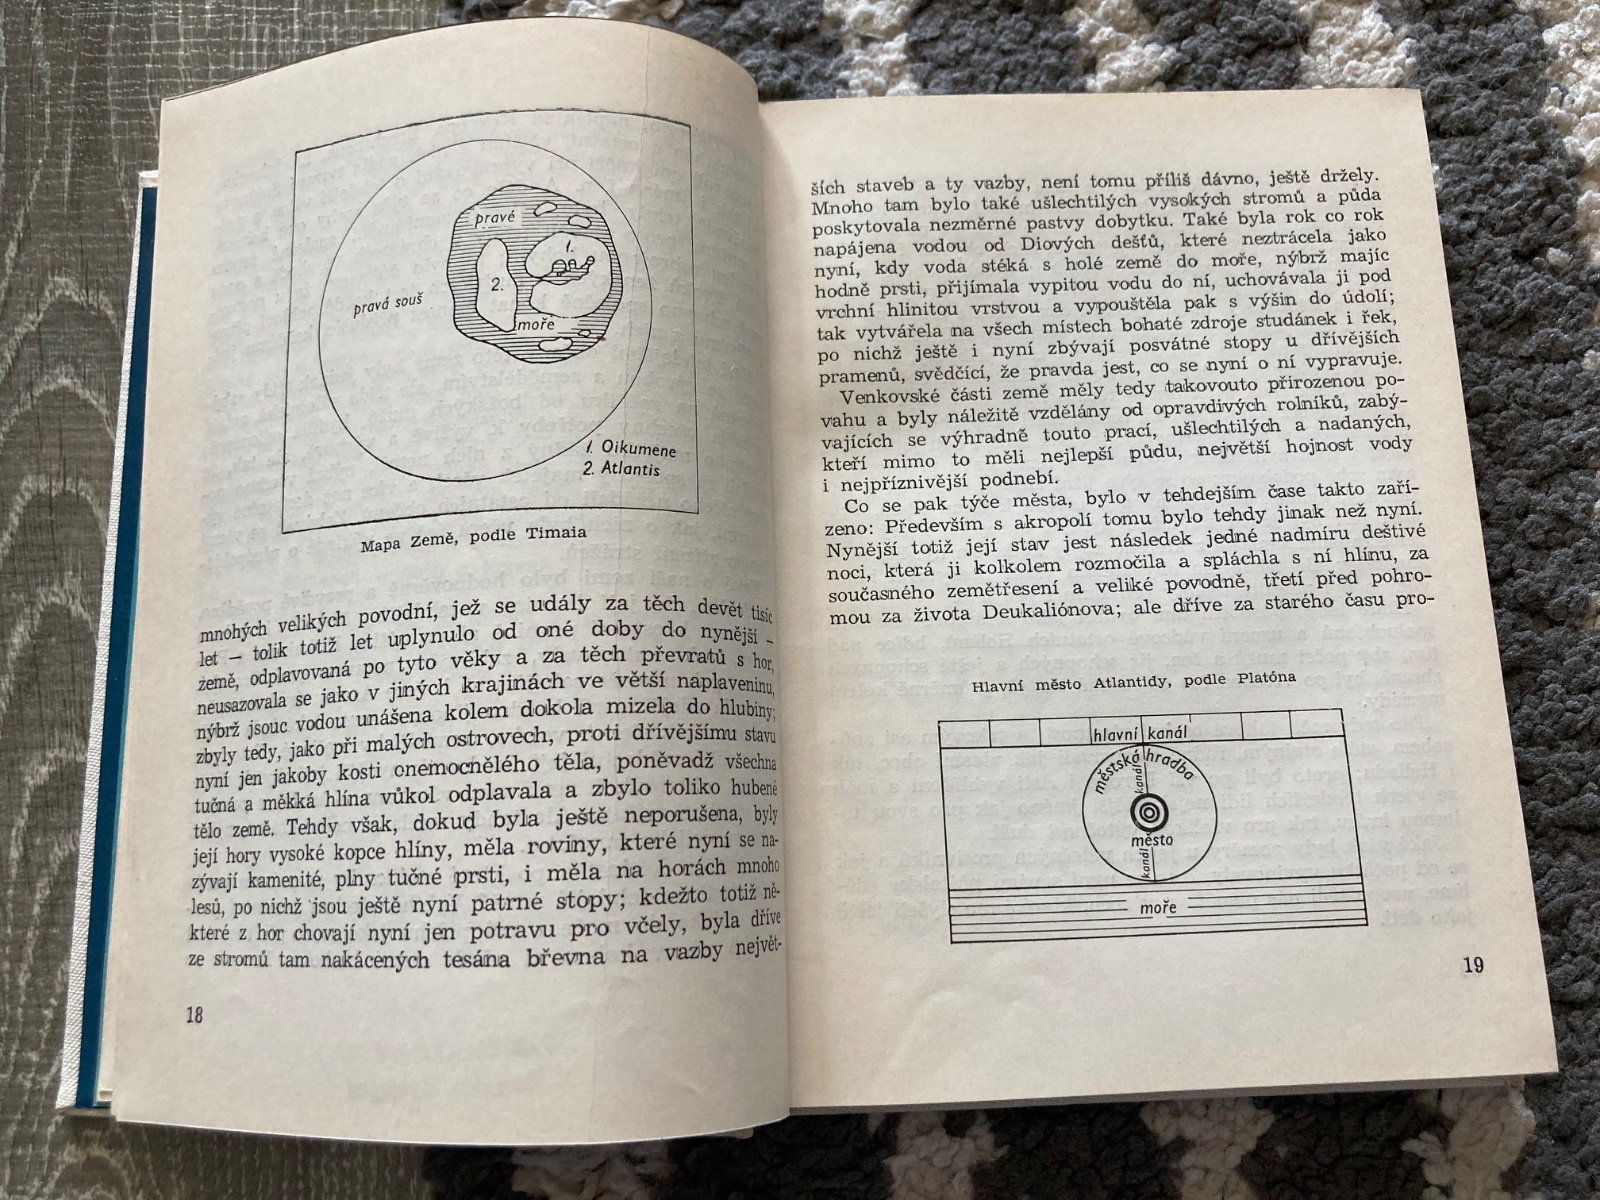 pravé
1.
2.
pravá souš
moře
1. Oikumene
2. Atlantis
Mapa Země, podle Timaia
mnohých velikých povodní, jež se udály za těch devět tisíc
let – tolik totiž let uplynulo od oné doby do nynější –
země, odplavovaná po tyto věky a za těch převratů s hor,
neusazovala se jako v jiných krajinách ve větší naplaveninu,
nýbrž jsouc vodou unášena kolem dokola mizela do hlubiny;
zbyly tedy, jako při malých ostrovech, proti dřívějšímu stavu
nyní jen jakoby kosti onemocnělého těla, poněvadž všechna
tučná a měkká hlína vůkol odplavala a zbylo toliko hubené
tělo země. Tehdy však, dokud byla ještě neporušena, byly
její hory vysoké kopce hlíny, měla roviny, které nyní se na-
zývají kamenité, plny tučné prsti, i měla na horách mnoho
lesů, po nichž jsou ještě nyní patrné stopy; kdežto totiž ně-
které z hor chovají nyní jen potravu pro včely, byla dříve
ze stromů tam nakácených tesána břevna na vazby největ-
18
ších staveb a ty vazby, není tomu příliš dávno, ještě držely.
Mnoho tam bylo také ušlechtilých vysokých stromů a půda
poskytovala nezměrné pastvy dobytku. Také byla rok co rok
napájena vodou od Diových dešťů, které neztrácela jako
nyní, kdy voda stéká s holé země do moře, nýbrž majíc
hodně prsti, přijímala vypitou vodu do ní, uchovávala ji pod
vrchní hlinitou vrstvou a vypouštěla pak s výšin do údolí;
tak vytvářela na všech místech bohaté zdroje studánek i řek,
po nichž ještě i nyní zbývají posvátné stopy u dřívějších
pramenů, svědčící, že pravda jest, co se nyní o ní vypravuje.
Venkovské části země měly tedy takovouto přirozenou po-
vahu a byly náležitě vzdělány od opravdivých rolníků, zabý-
vajících se výhradně touto prací, ušlechtilých a nadaných,
kteří mimo to měli nejlepší půdu, největší hojnost vody
i nejpříznivější podnebí.
Co se pak týče města, bylo v tehdejším čase takto zaří-
zeno: Především s akropolí tomu bylo tehdy jinak než nyní.
Nynější totiž její stav jest následek jedné nadmíru deštivé
noci, která ji kolkolem rozmočila a spláchla s ní hlínu, za
současného zemětřesení a veliké povodně, třetí před pohro-
mou za života Deukaliónova; ale dříve za starého času pro-
Hlavní město Atlantidy, podle Platóna
hlavní kanál
městská hradba
kanál
město
kanál
moře
19